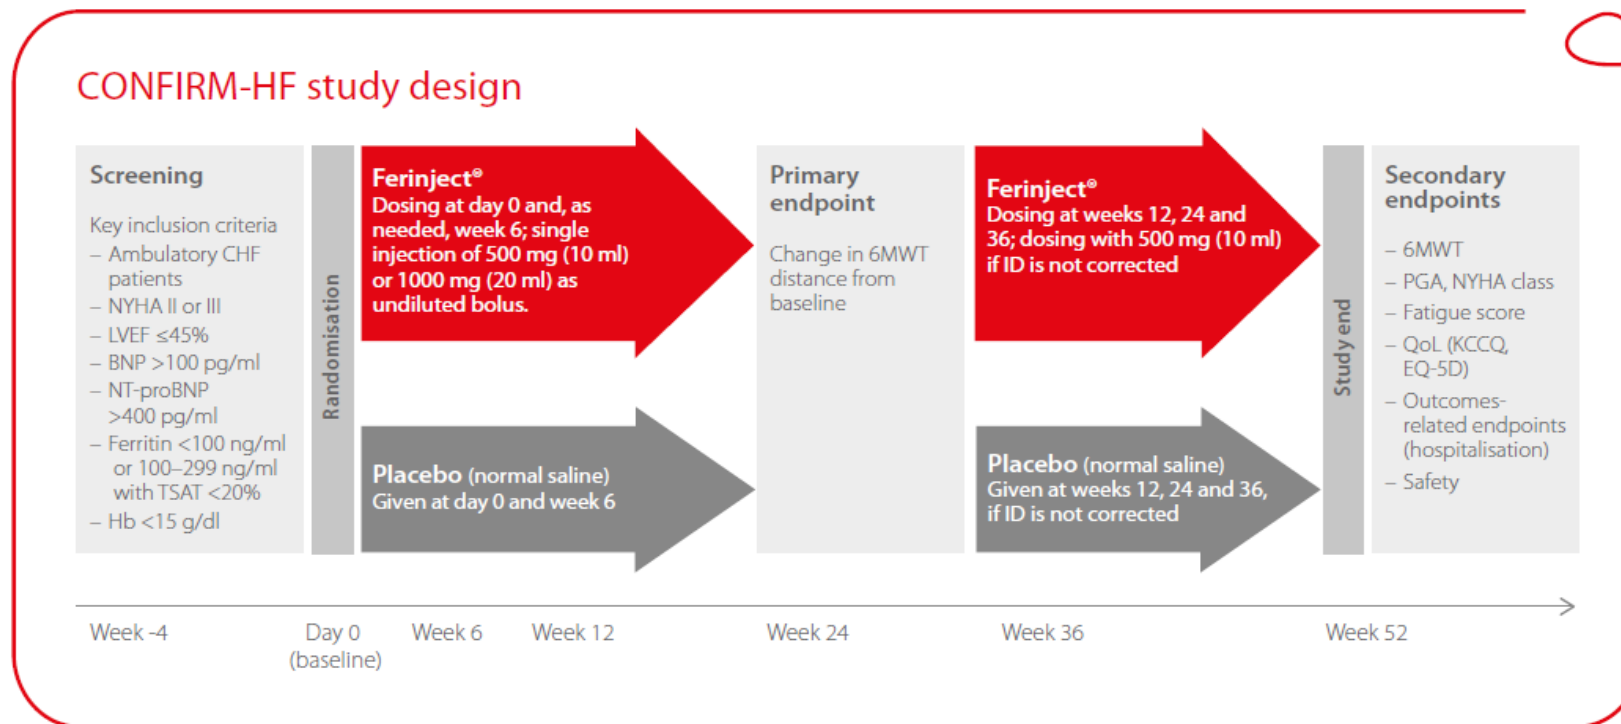 CONFIRM-HF study design
Screening
Key inclusion criteria
– Ambulatory CHF
patients
– NYHA II or III
– LVEF ≤45%
– BNP >100 pg/ml
– NT-proBNP
>400 pg/ml
– Ferritin <100 ng/ml
or 100–299 ng/ml
with TSAT <20%
– Hb <15 g/dl
Randomisation
Ferinject®
Dosing at day 0 and, as
needed, week 6; single
injection of 500 mg (10 ml)
or 1000 mg (20 ml) as
undiluted bolus.
Placebo (normal saline)
Given at day 0 and week 6
Primary
endpoint
Change in 6MWT
distance from
baseline
Ferinject®
Dosing at weeks 12, 24 and
36; dosing with 500 mg (10 ml)
if ID is not corrected
Placebo (normal saline)
Given at weeks 12, 24 and 36,
if ID is not corrected
Study end
Secondary
endpoints
– 6MWT
– PGA, NYHA class
– Fatigue score
– QoL (KCCQ,
EQ-5D)
– Outcomes-
related endpoints
(hospitalisation)
– Safety
Week -4
Day 0
(baseline)
Week 6
Week 12
Week 24
Week 36
Week 52